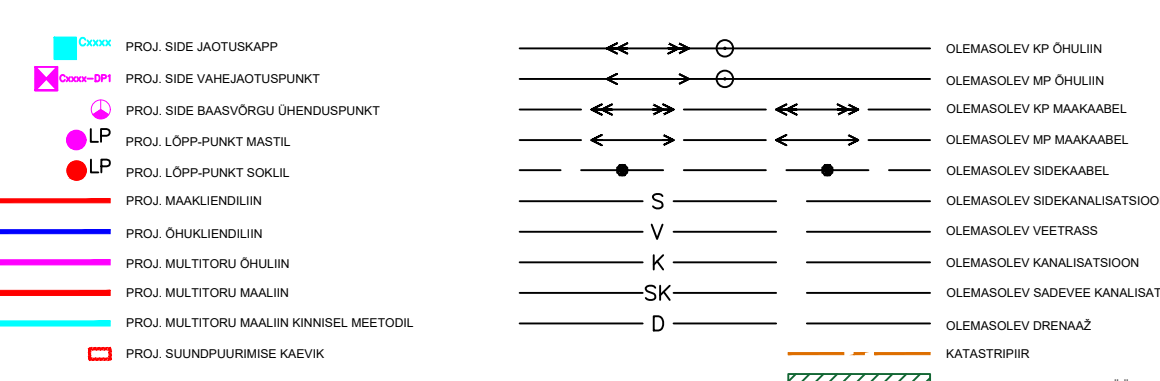 Cxxxx PROJ. SIDE JAOTUSKAPP
Cxxxx-DP1 PROJ. SIDE VAHEJAOTUSPUNKT
PROJ. SIDE BAASVÕRGU ÜHENDUSPUNKT
LP PROJ. LÕPP-PUNKT MASTIL
LP PROJ. LÕPP-PUNKT SOKLIL
PROJ. MAAKLIENDILIIN
PROJ. ÕHUKLIENDILIIN
PROJ. MULTITORU ÕHULIIN
PROJ. MULTITORU MAALIIN
PROJ. MULTITORU MAALIIN KINNISEL MEETODIL
PROJ. SUUNDPUURIMISE KAEVIK
OLEMASOLEV KP ÕHULIIN
OLEMASOLEV MP ÕHULIIN
OLEMASOLEV KP MAAKAABEL
OLEMASOLEV MP MAAKAABEL
OLEMASOLEV SIDEKAABEL
S OLEMASOLEV SIDEKANALISATSIOO
V OLEMASOLEV VEETRASS
K OLEMASOLEV KANALISATSIOON
SK OLEMASOLEV SADEVEE KANALISAT
D OLEMASOLEV DRENAAŽ
KATASTRIPIIR